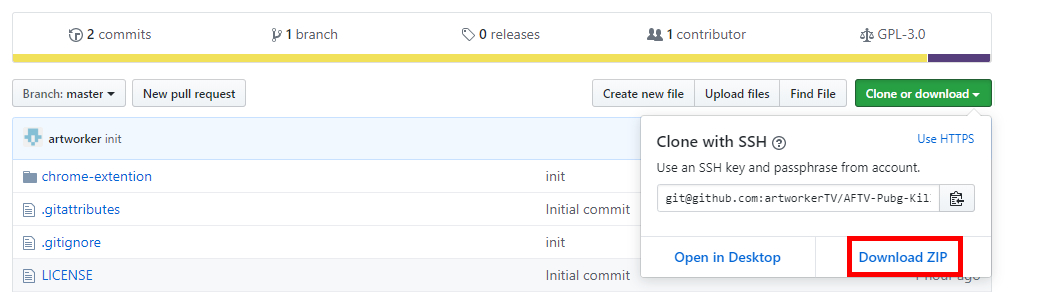 2 commits
1 branch
0 releases
1 contributor
GPL-3.0
Branch: master
New pull request
Create new file
Upload files
Find File
Clone or download
artworker init
chrome-extention
init
.gitattributes
Initial commit
.gitignore
init
LICENSE
Initial commit
Clone with SSH
Use HTTPS
Use an SSH key and passphrase from account.
git@github.com:artworkerTV/AFTV-Pubg-Kil
Open in Desktop
Download ZIP
hour ago